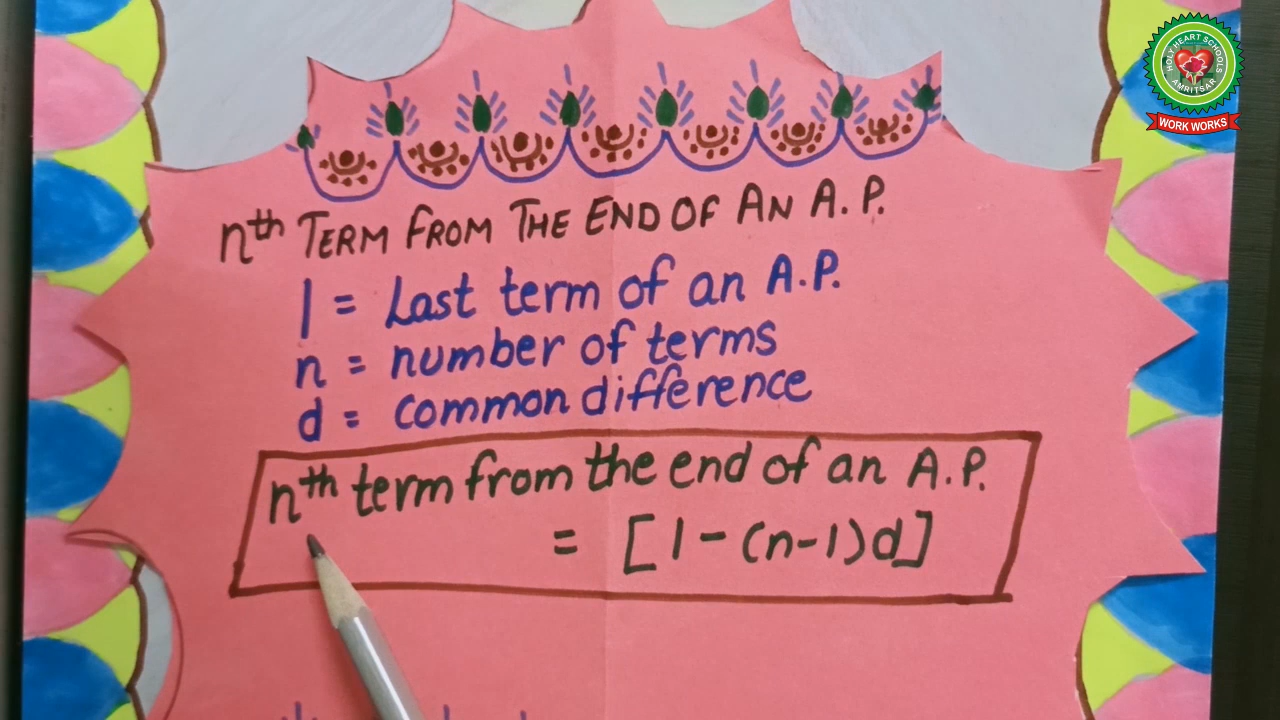 HOLY HEART SCHOOLS
AMRITSAR
WORK WORKS
nth TERM FROM THE END OF AN A.P.
l = Last term of an A.P.
n = number of terms
d = common difference
nth term from the end of an A.P.
= [l-(n-1)d]